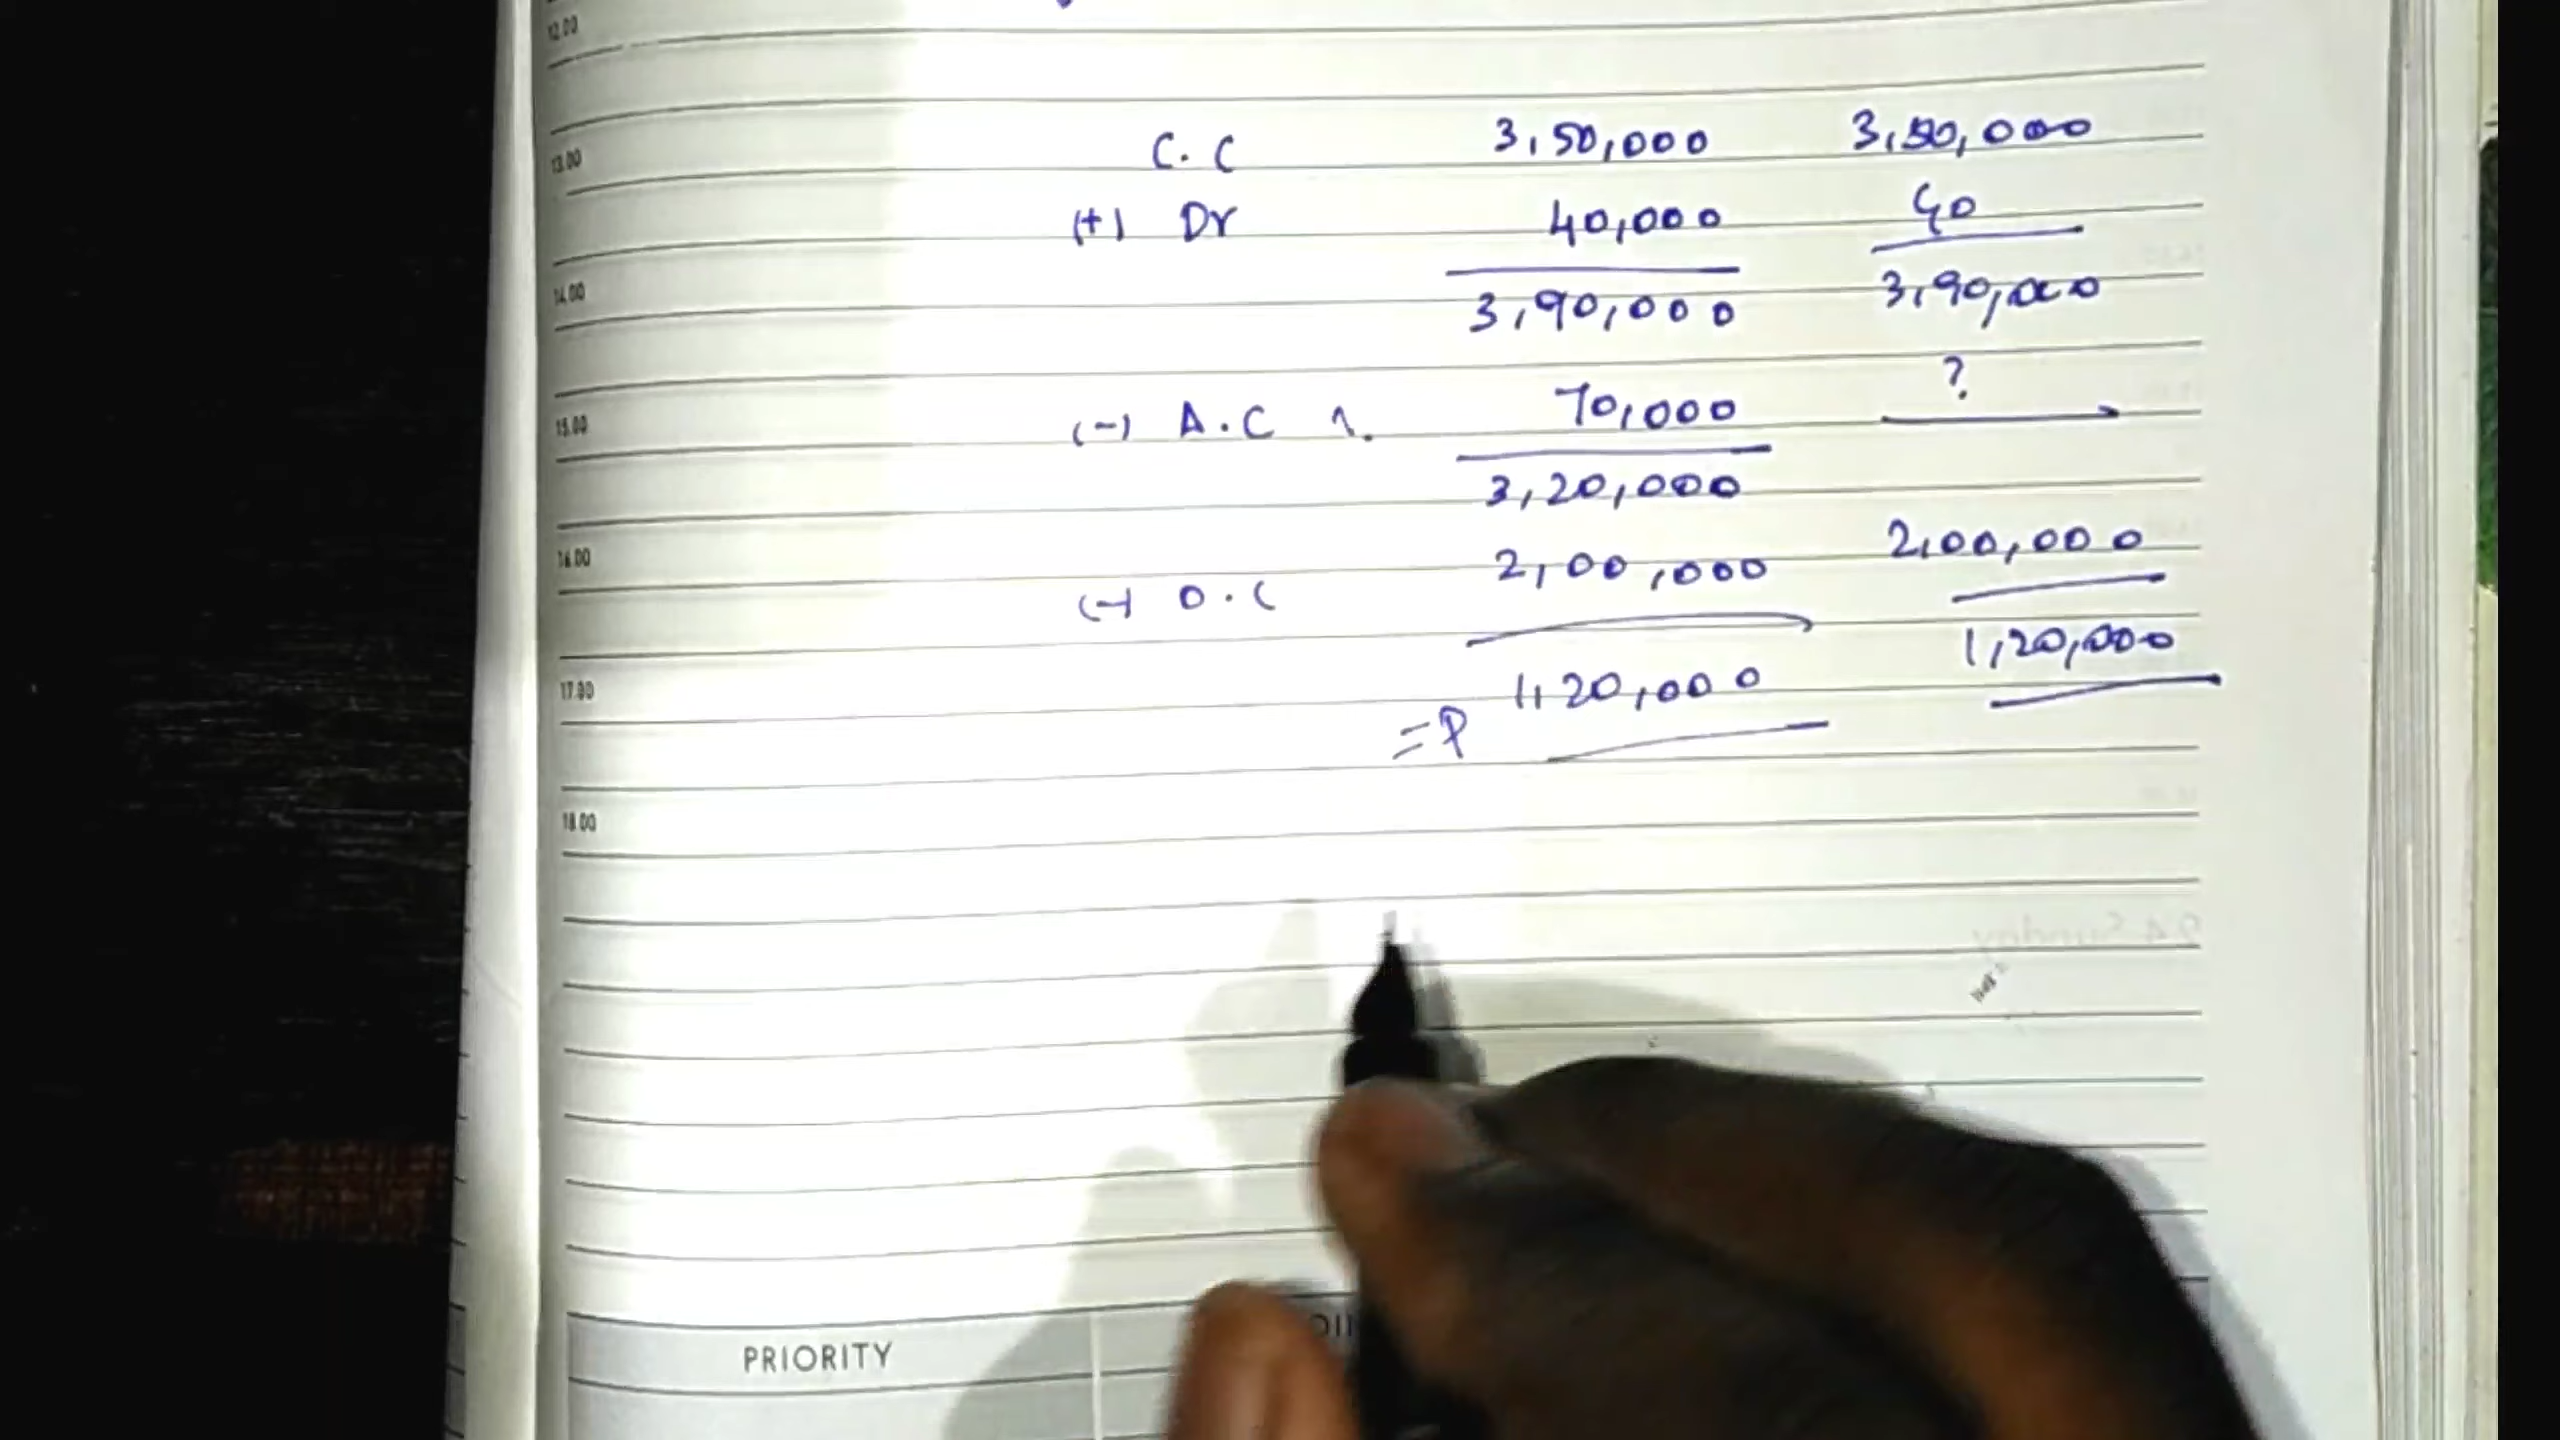 12.00
13.00
C. C 3,50,000 3,50,000
(+) Dr 40,000 40
14.00
3,90,000 3,90,000
?
15.00
(-) A.C 70,000
3,20,000
16.00
(-) O.C 2,00,000 2,00,000
17.00
= P 1,20,000 1,20,000
18.00
Sunday
PRIORITY